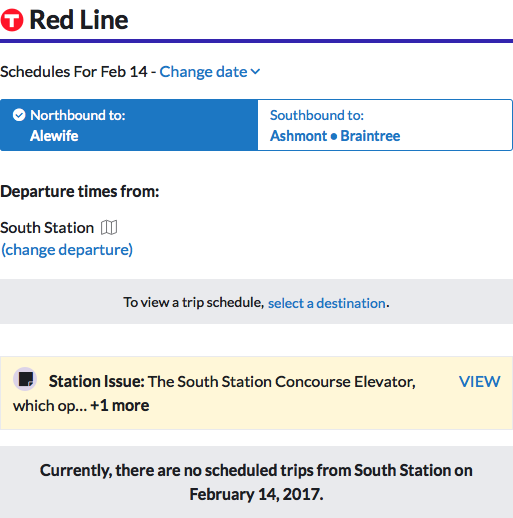 T Red Line
Schedules For Feb 14 - Change date
Northbound to:
Alewife
Southbound to:
Ashmont • Braintree
Departure times from:
South Station
(change departure)
To view a trip schedule, select a destination.
Station Issue: The South Station Concourse Elevator,
which op... +1 more
VIEW
Currently, there are no scheduled trips from South Station on
February 14, 2017.